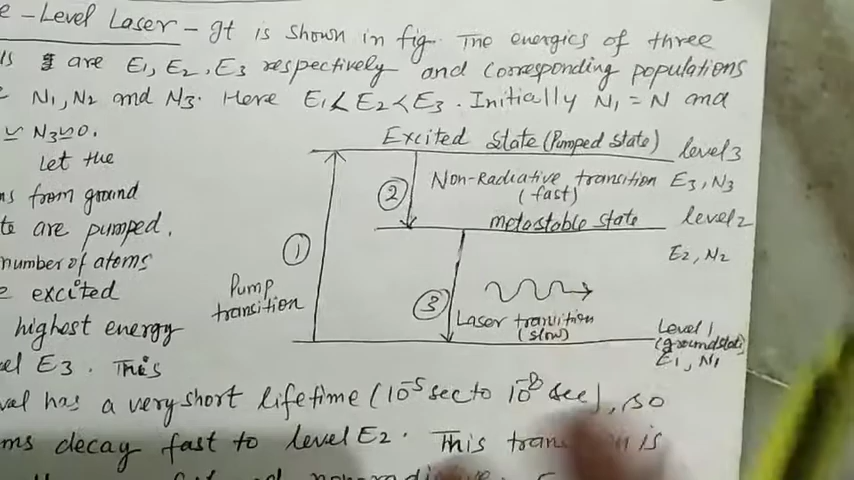 e - Level Laser - It is shown in fig. The energies of three
ls are E1, E2, E3 respectively and corresponding populations
N1, N2 and N3. Here E1 < E2 < E3. Initially N1 = N and
≃ N3 ≃ 0.
Let the
ns from ground
te are pumped.
number of atoms
e excited
highest energy
el E3. This
Excited state (Pumped state) level 3
② Non-Radiative transition E3, N3
(fast)
metastable state level 2
E2, N2
①
Pump
transition
③ Laser transition
(slow)
Level 1
(ground state)
E1, N1
vel has a very short lifetime (10^-5 sec to 10^-8 sec), so
ms decay fast to level E2. This is